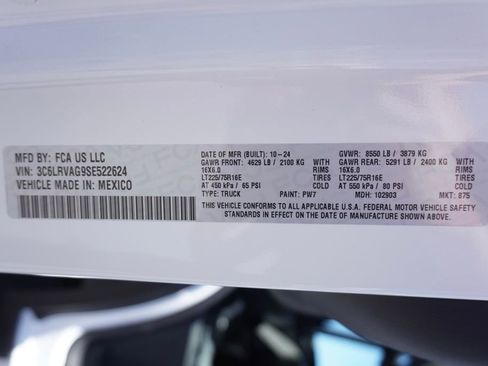 MFD BY: FCA US LLC
VIN: 3C6LRVAG9SE522624
VEHICLE MADE IN: MEXICO
DATE OF MFR (BUILT): 10-24 GVWR: 8550 LB / 3879 KG
GAWR FRONT: 4629 LB / 2100 KG WITH GAWR REAR: 5291 LB / 2400 KG WITH
16X6.0 RIMS 16X6.0 RIMS
LT225/75R16E TIRES LT225/75R16E TIRES
AT 450 kPa / 65 PSI COLD AT 550 kPa / 80 PSI COLD
TYPE: TRUCK PAINT: PW7 MDH: 102903 MKT: 875
THIS VEHICLE CONFORMS TO ALL APPLICABLE U.S.A. FEDERAL MOTOR VEHICLE SAFETY
STANDARDS IN EFFECT ON THE DATE OF MANUFACTURE SHOWN ABOVE.